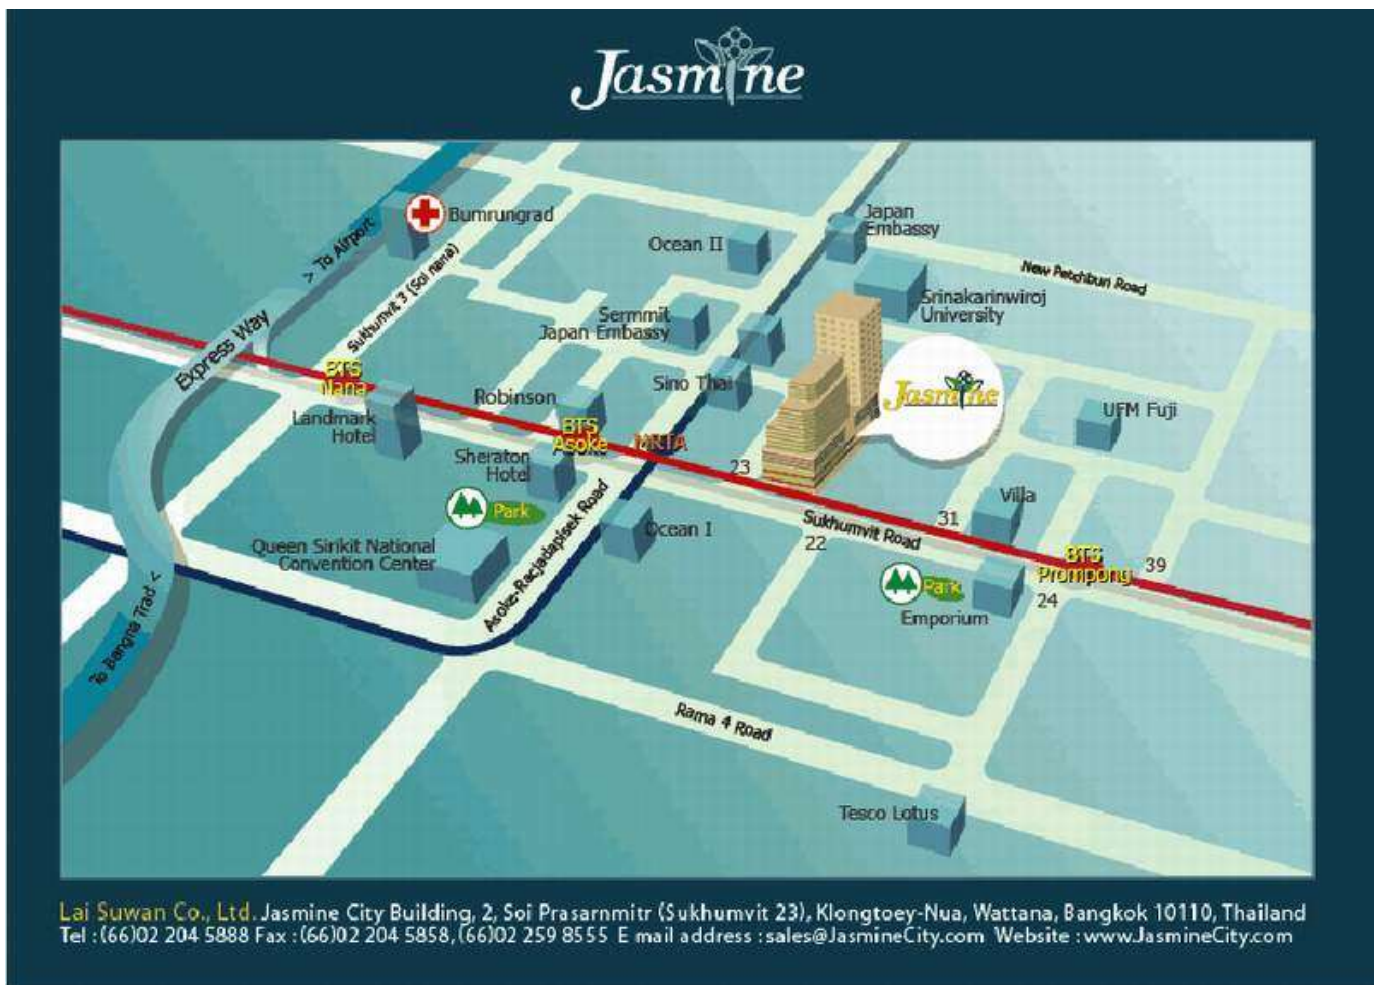 Jasmine
Bumrungrad
Japan
Embassy
Ocean II
> To Airport
Sukhumvit 3 (Soi nana)
New Petchburi Road
Srinakarinwiroj
University
Sermmit
Japan Embassy
Express Way
BTS
Nana
Sino Thai
Jasmine
Robinson
Landmark
Hotel
UFM Fuji
BTS
Asoke
MRTA
Sheraton
Hotel
23
Villa
Park
Asoke-Racjadapisek Road
Ocean I
31
Sukhumvit Road
22
Queen Sirikit National
Convention Center
BTS
Prompong
39
Park
24
Emporium
To Bangna Trad <
Rama 4 Road
Tesco Lotus
Lai Suwan Co., Ltd. Jasmine City Building, 2, Soi Prasarnmitr (Sukhumvit 23), Klongtoey-Nua, Wattana, Bangkok 10110, Thailand
Tel :(66)02 204 5888 Fax :(66)02 204 5858, (66)02 259 8555 E mail address :sales@JasmineCity.com Website :www.JasmineCity.com